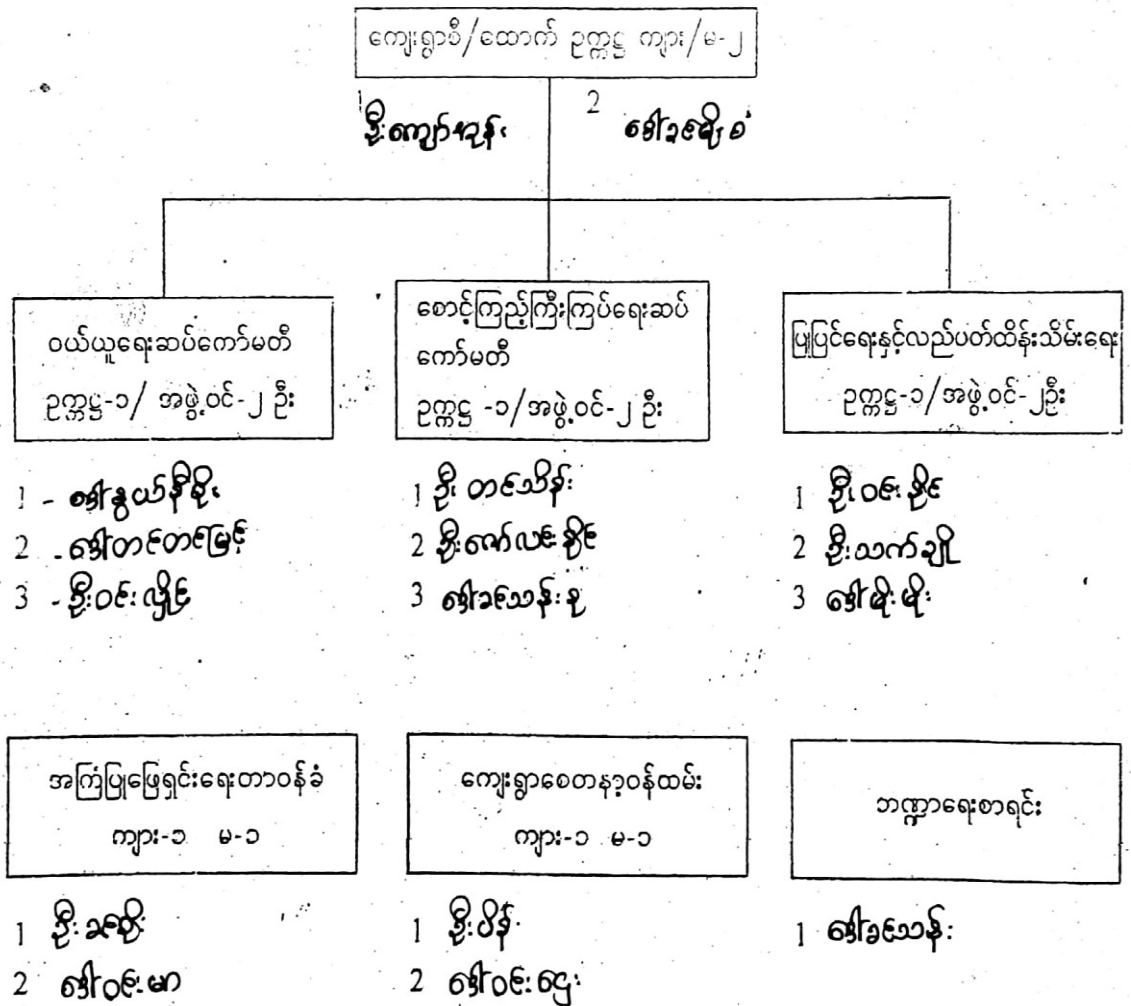 ကျေးရွာစီ/ထောက် ဥက္ကဋ္ဌ ကျား/မ-၂
1 ဦးကျော်ထွန်း 2 ဒေါ်ခင်မိုးစံ
ဝယ်ယူရေးဆပ်ကော်မတီ
ဥက္ကဋ္ဌ-၁/ အဖွဲ့ဝင်-၂ ဦး
1 - ဒေါ်နွယ်နီစိုး
2 - ဒေါ်တင်တင်မြင့်
3 - ဦးဝင်းလှိုင်
စောင့်ကြည့်ကြီးကြပ်ရေးဆပ်
ကော်မတီ
ဥက္ကဋ္ဌ -၁/အဖွဲ့ဝင်-၂ ဦး
1 ဦးတင်သိန်း
2 ဦးဇော်လင်းနိုင်
3 ဒေါ်ခင်သန်းနု
ပြုပြင်ရေးနှင့်လည်ပတ်ထိန်းသိမ်းရေး
ဥက္ကဋ္ဌ-၁/အဖွဲ့ဝင်-၂ဦး
1 ဦးဝင်းနိုင်
2 ဦးသက်ချို
3 ဒေါ်မိုးမိုး
အကြံပြုဖြေရှင်းရေးတာဝန်ခံ
ကျား-၁ မ-၁
1 ဦး
2 ဒေါ်ဝင်းမာ
ကျေးရွာစေတနာ့ဝန်ထမ်း
ကျား-၁ မ-၁
1 ဦးပိန်း
2 ဒေါ်ဝင်းဌေး
ဘဏ္ဍာရေးစာရင်း
1 ဒေါ်ခင်သန်း